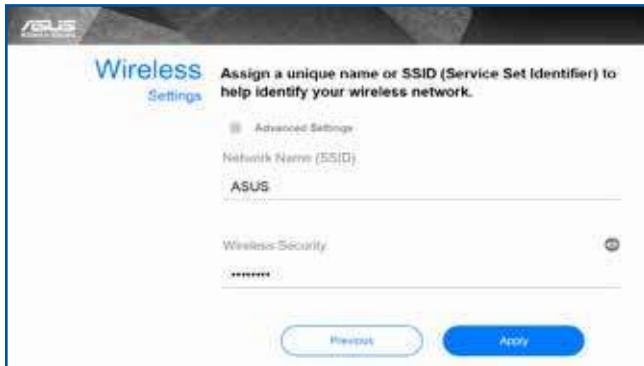 ASUS
Wireless
Settings
Assign a unique name or SSID (Service Set Identifier) to
help identify your wireless network.
Advanced Settings
Network Name (SSID)
ASUS
Wireless Security
••••••••
Previous
Apply